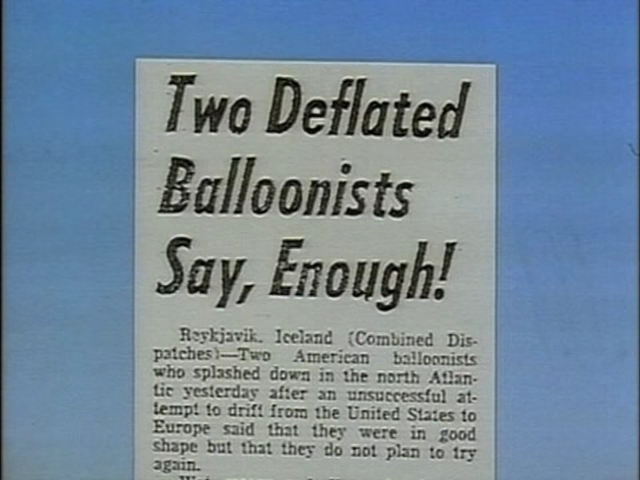 Two Deflated
Balloonists
Say, Enough!
Reykjavik, Iceland (Combined Dis-
patches)—Two American balloonists
who splashed down in the north Atlan-
tic yesterday after an unsuccessful at-
tempt to drift from the United States to
Europe said that they were in good
shape but that they do not plan to try
again.